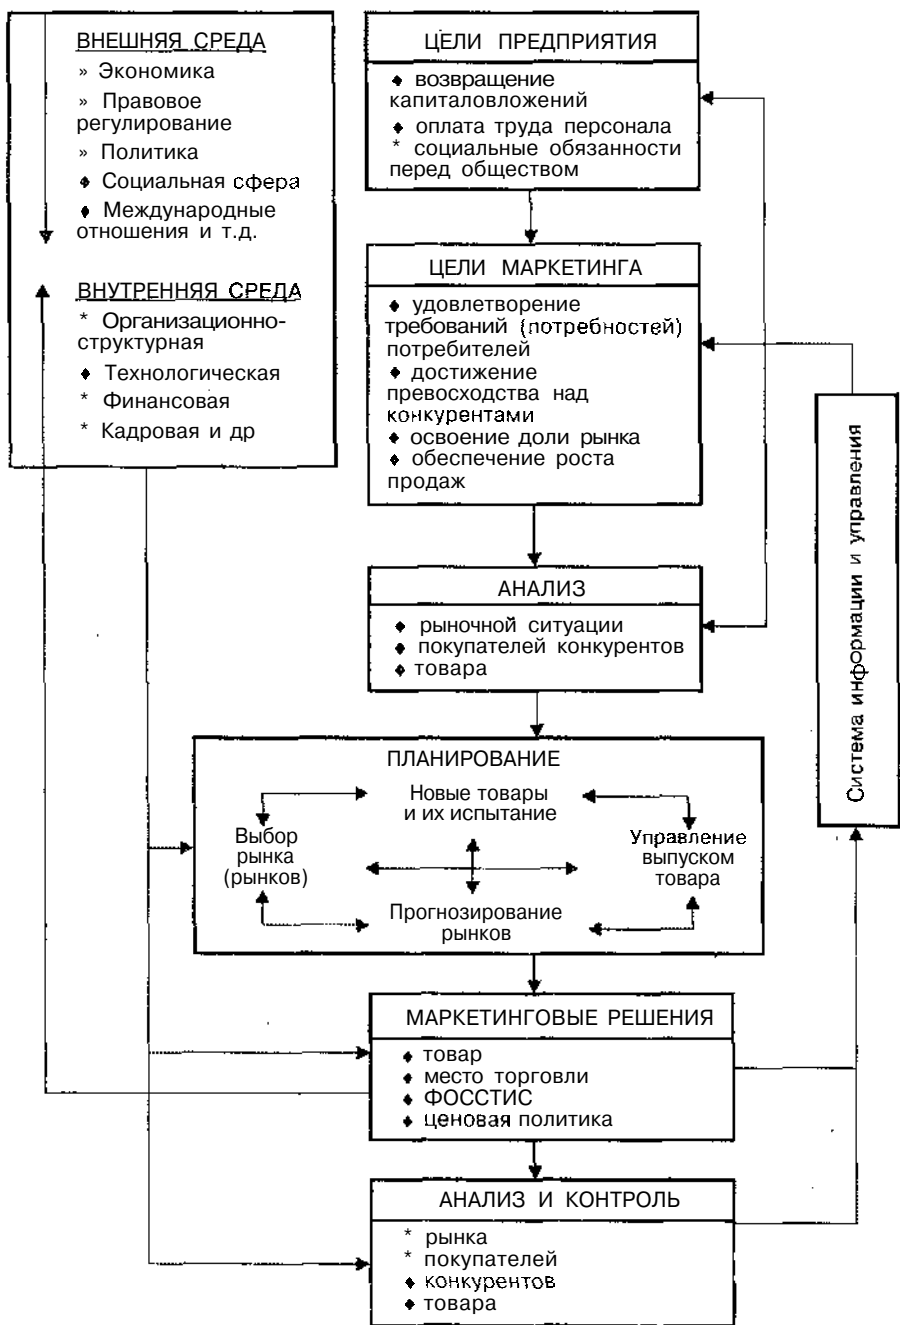 ВНЕШНЯЯ СРЕДА
» Экономика
» Правовое
регулирование
» Политика
♦ Социальная сфера
♦ Международные
отношения и т.д.
ВНУТРЕННЯЯ СРЕДА
* Организационно-
структурная
♦ Технологическая
* Финансовая
* Кадровая и др
ЦЕЛИ ПРЕДПРИЯТИЯ
♦ возвращение
капиталовложений
♦ оплата труда персонала
* социальные обязанности
перед обществом
ЦЕЛИ МАРКЕТИНГА
♦ удовлетворение
требований (потребностей)
потребителей
♦ достижение
превосходства над
конкурентами
♦ освоение доли рынка
♦ обеспечение роста
продаж
АНАЛИЗ
♦ рыночной ситуации
♦ покупателей конкурентов
♦ товара
Система информации и управления
ПЛАНИРОВАНИЕ
Новые товары
и их испытание
Выбор
рынка
(рынков)
Управление
выпуском
товара
Прогнозирование
рынков
МАРКЕТИНГОВЫЕ РЕШЕНИЯ
♦ товар
♦ место торговли
♦ ФОССТИС
♦ ценовая политика
АНАЛИЗ И КОНТРОЛЬ
* рынка
* покупателей
♦ конкурентов
♦ товара